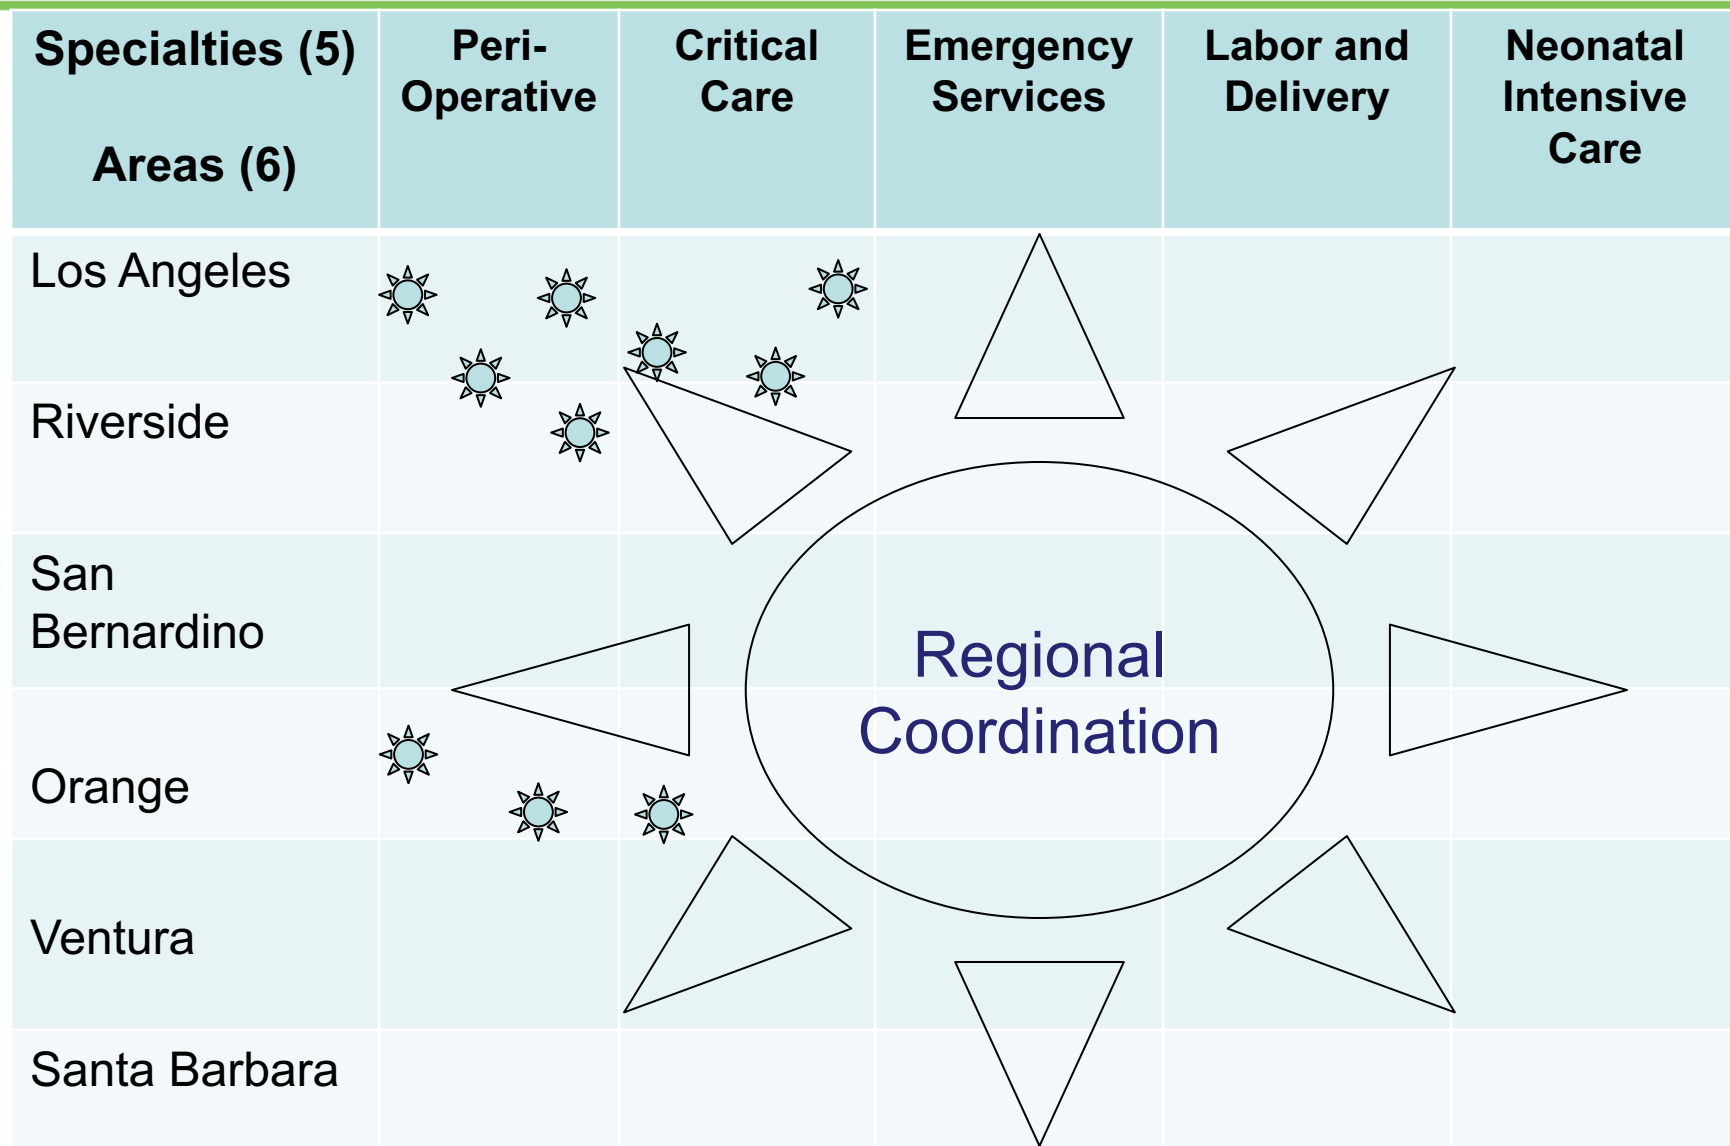 Specialties (5)
Areas (6)
Peri-
Operative
Critical
Care
Emergency
Services
Labor and
Delivery
Neonatal
Intensive
Care
Los Angeles
Riverside
San
Bernardino
Orange
Ventura
Santa Barbara
Regional
Coordination